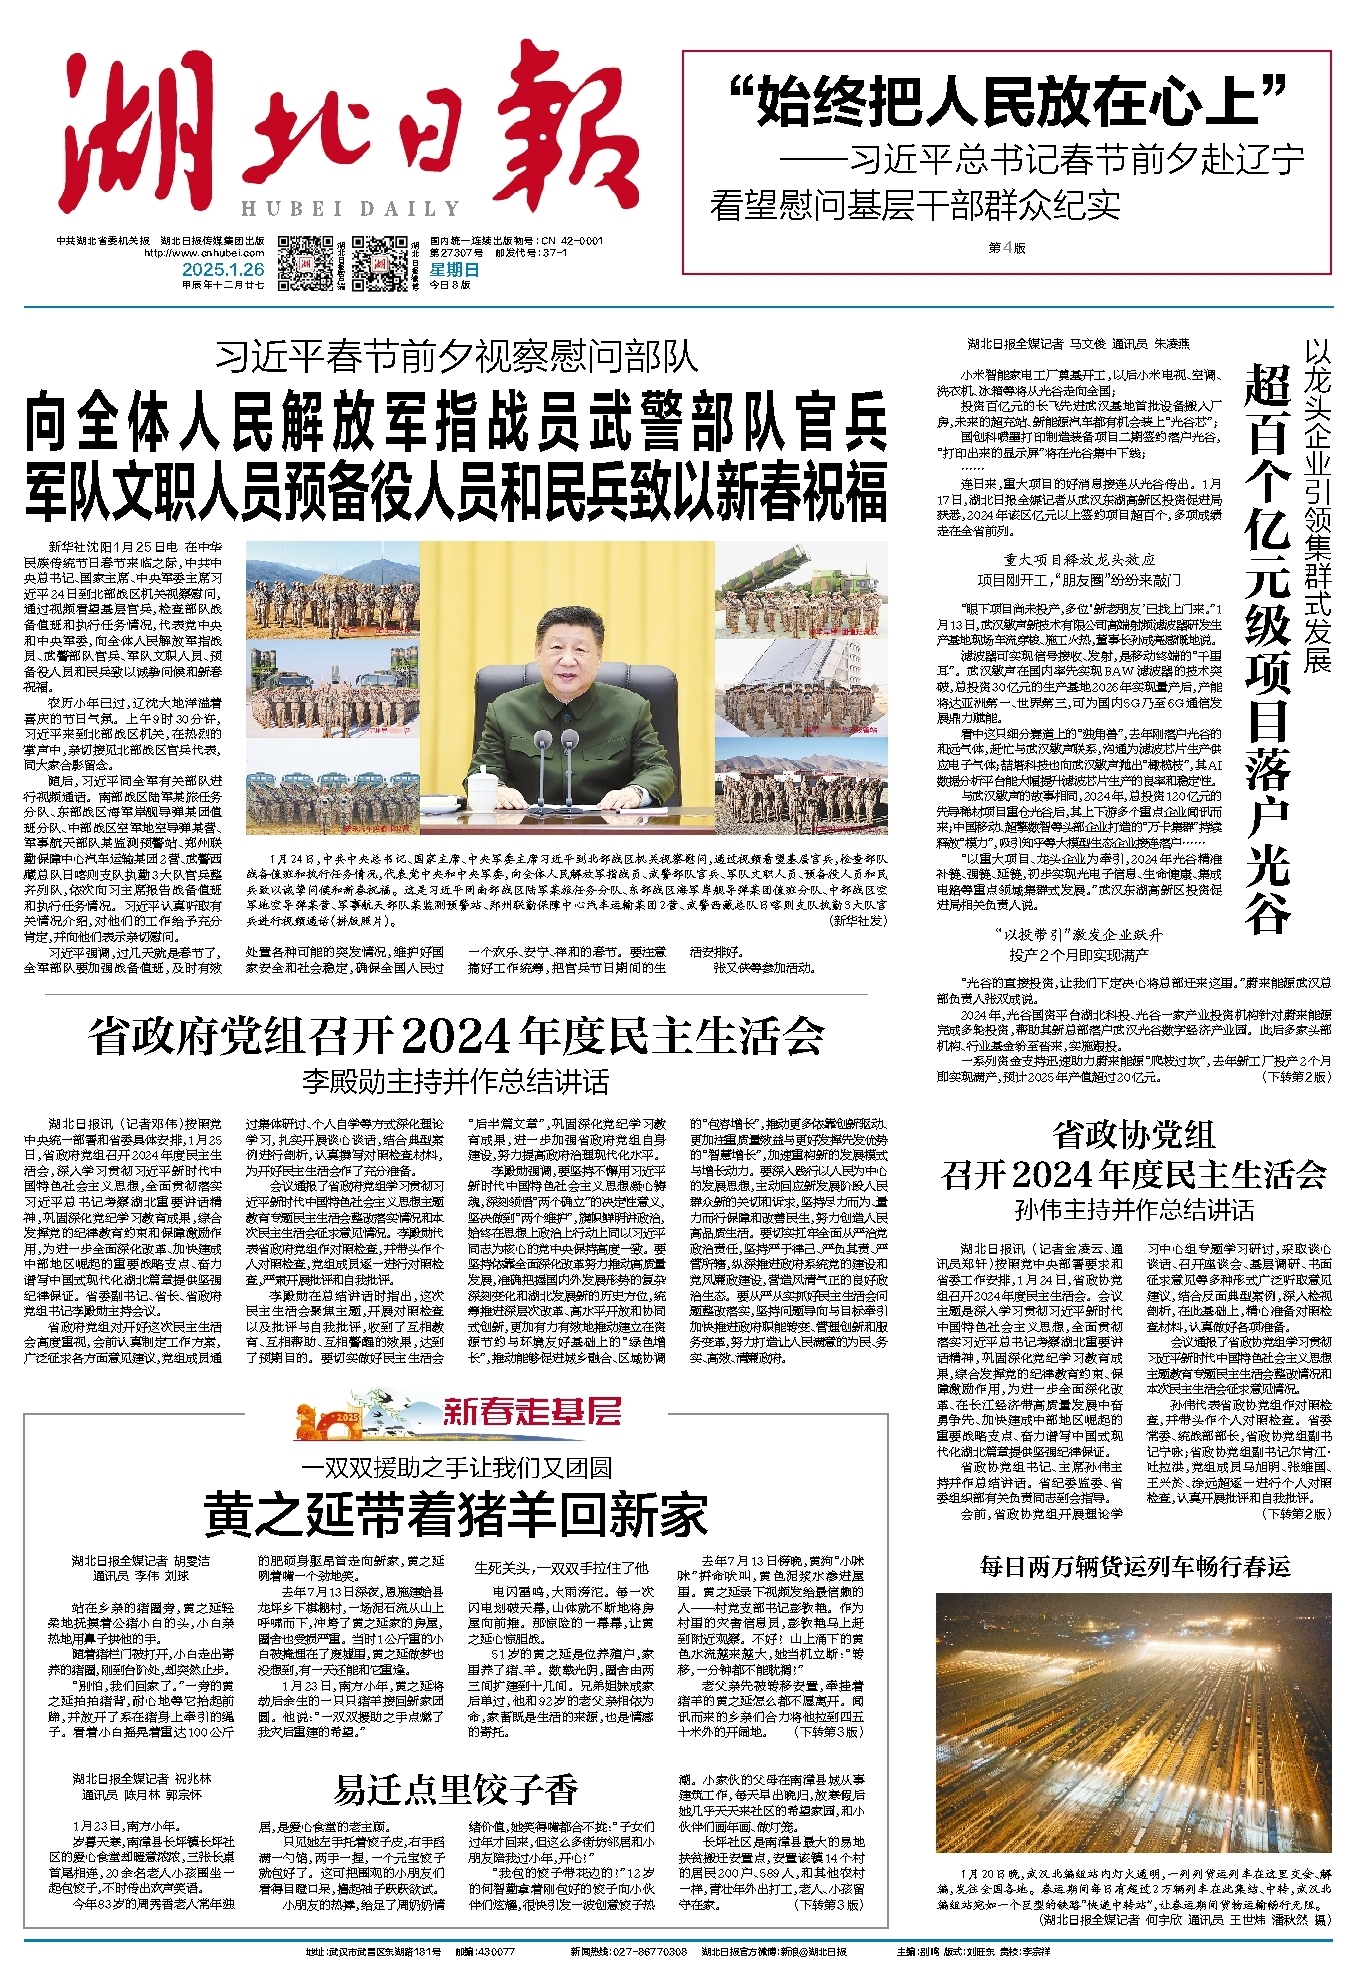 湖北日報
HUBEI DAILY
中共湖北省委机关报 湖北日报传媒集团出版
http://www.cnhubei.com
2025.1.26
甲辰年十二月廿七
国内统一连续出版物号：CN 42-0001
第27307号 邮发代号：37-1
星期日
今日8版
“始终把人民放在心上”
——习近平总书记春节前夕赴辽宁
看望慰问基层干部群众纪实
第4版
习近平春节前夕视察慰问部队
向全体人民解放军指战员武警部队官兵
军队文职人员预备役人员和民兵致以新春祝福
新华社沈阳1月25日电 在中华
民族传统节日春节来临之际，中共中
央总书记、国家主席、中央军委主席习
近平24日到北部战区机关视察慰问，
通过视频看望基层官兵，检查部队战
备值班和执行任务情况，代表党中央
和中央军委，向全体人民解放军指战
员、武警部队官兵、军队文职人员、预
备役人员和民兵致以诚挚问候和新春
祝福。
农历小年已过，辽沈大地洋溢着
喜庆的节日气氛。上午9时30分许，
习近平来到北部战区机关，在热烈的
掌声中，亲切接见北部战区官兵代表，
同大家合影留念。
随后，习近平同全军有关部队进
行视频通话。南部战区陆军某旅任务
分队、东部战区海军岸舰导弹某团值
班分队、中部战区空军地空导弹某营、
军事航天部队某监测预警站、郑州联
勤保障中心汽车运输某团2营、武警西
藏总队日喀则支队执勤3大队官兵整
齐列队，依次向习主席报告战备值班
和执行任务情况。习近平认真听取有
关情况介绍，对他们的工作给予充分
肯定，并向他们表示亲切慰问。
习近平强调，过几天就是春节了，
全军部队要加强战备值班，及时有效
1月24日，中共中央总书记、国家主席、中央军委主席习近平到北部战区机关视察慰问，通过视频看望基层官兵，检查部队
战备值班和执行任务情况，代表党中央和中央军委，向全体人民解放军指战员、武警部队官兵、军队文职人员、预备役人员和民
兵致以诚挚问候和新春祝福。这是习近平同南部战区陆军某旅任务分队、东部战区海军岸舰导弹某团值班分队、中部战区空
军地空导弹某营、军事航天部队某监测预警站、郑州联勤保障中心汽车运输某团2营、武警西藏总队日喀则支队执勤3大队官
兵进行视频通话（拼版照片）。 （新华社发）
处置各种可能的突发情况，维护好国
家安全和社会稳定，确保全国人民过
一个欢乐、安宁、祥和的春节。要注意
搞好工作统筹，把官兵节日期间的生
活安排好。
张又侠等参加活动。
湖北日报全媒记者 马文俊 通讯员 朱凌燕
以龙头企业引领集群式发展
超百个亿元级项目落户光谷
小米智能家电工厂奠基开工，以后小米电视、空调、
洗衣机、冰箱等将从光谷走向全国；
投资百亿元的长飞先进武汉基地首批设备搬入厂
房，未来的超充站、新能源汽车都有机会装上“光谷芯”；
国创科喷墨打印制造装备项目二期签约落户光谷，
“打印出来的显示屏”将在光谷集中下线；
……
连日来，重大项目的好消息接连从光谷传出。1月
17日，湖北日报全媒记者从武汉东湖高新区投资促进局
获悉，2024年该区亿元以上签约项目超百个，多项成绩
走在全省前列。
重大项目释放龙头效应
项目刚开工，“朋友圈”纷纷来敲门
“眼下项目尚未投产，多位‘新老朋友’已找上门来。”1
月13日，武汉敏声新技术有限公司高端射频滤波器研发生
产基地现场车流穿梭、施工火热，董事长孙成亮感慨地说。
滤波器可实现信号接收、发射，是移动终端的“千里
耳”。武汉敏声在国内率先实现BAW滤波器的技术突
破，总投资30亿元的生产基地2026年实现量产后，产能
将达亚洲第一、世界第三，可为国内5G乃至6G通信发
展鼎力赋能。
看中这只细分赛道上的“独角兽”，去年刚落户光谷的
和远气体，赶忙与武汉敏声联系，沟通为滤波芯片生产供
应电子气体；喆塔科技也向武汉敏声抛出“橄榄枝”，其AI
数据分析平台能大幅提升滤波芯片生产的良率和稳定性。
与武汉敏声的故事相同，2024年，总投资120亿元的
先导稀材项目重仓光谷后，其上下游多个重点企业闻讯而
来；中国移动、超擎数智等头部企业打造的“万卡集群”持续
释放“模力”，吸引知乎等大模型生态企业接连落户……
“以重大项目、龙头企业为牵引，2024年光谷精准
补链、强链、延链，初步实现光电子信息、生命健康、集成
电路等重点领域集群式发展。”武汉东湖高新区投资促
进局相关负责人说。
“以投带引”激发企业跃升
投产2个月即实现满产
“光谷的直接投资，让我们下定决心将总部迁来这里。”蔚来能源武汉总
部负责人张双成说。
2024年，光谷国资平台湖北科投、光谷一家产业投资机构针对蔚来能源
完成多轮投资，帮助其新总部落户武汉光谷数字经济产业园。此后多家头部
机构、行业基金纷至沓来，实施跟投。
一系列资金支持迅速助力蔚来能源“爬坡过坎”，去年新工厂投产2个月
即实现满产，预计2025年产值超过20亿元。 （下转第2版）
省政府党组召开2024年度民主生活会
李殿勋主持并作总结讲话
湖北日报讯（记者邓伟）按照党
中央统一部署和省委具体安排，1月25
日，省政府党组召开2024年度民主生
活会，深入学习贯彻习近平新时代中
国特色社会主义思想，全面贯彻落实
习近平总书记考察湖北重要讲话精
神，巩固深化党纪学习教育成果，综合
发挥党的纪律教育约束和保障激励作
用，为进一步全面深化改革、加快建成
中部地区崛起的重要战略支点、奋力
谱写中国式现代化湖北篇章提供坚强
纪律保证。省委副书记、省长、省政府
党组书记李殿勋主持会议。
省政府党组对开好这次民主生活
会高度重视，会前认真制定工作方案，
广泛征求各方面意见建议，党组成员通
过集体研讨、个人自学等方式深化理论
学习，扎实开展谈心谈话，结合典型案
例进行剖析，认真撰写对照检查材料，
为开好民主生活会作了充分准备。
会议通报了省政府党组学习贯彻习
近平新时代中国特色社会主义思想主题
教育专题民主生活会整改落实情况和本
次民主生活会征求意见情况。李殿勋代
表省政府党组作对照检查，并带头作个
人对照检查，党组成员逐一进行对照检
查，严肃开展批评和自我批评。
李殿勋在总结讲话时指出，这次
民主生活会聚焦主题，开展对照检查
以及批评与自我批评，收到了互相教
育、互相帮助、互相警醒的效果，达到
了预期目的。要切实做好民主生活会
“后半篇文章”，巩固深化党纪学习教
育成果，进一步加强省政府党组自身
建设，努力提高政府治理现代化水平。
李殿勋强调，要坚持不懈用习近平
新时代中国特色社会主义思想凝心铸
魂，深刻领悟“两个确立”的决定性意义，
坚决做到“两个维护”，旗帜鲜明讲政治，
始终在思想上政治上行动上同以习近平
同志为核心的党中央保持高度一致。要
坚持依靠全面深化改革努力推动高质量
发展，准确把握国内外发展形势的复杂
深刻变化和湖北发展新的历史方位，统
筹推进深层次改革、高水平开放和协同
式创新，更加有力有效地推动建立在资
源节约与环境友好基础上的“绿色增
长”，推动能够促进城乡融合、区域协调
的“包容增长”，推动更多依靠创新驱动、
更加注重质量效益与更好发挥先发优势
的“智慧增长”，加速重构新的发展模式
与增长动力。要深入践行以人民为中心
的发展思想，主动回应新发展阶段人民
群众新的关切和诉求，坚持尽力而为、量
力而行保障和改善民生，努力创造人民
高品质生活。要切实扛牢全面从严治党
政治责任，坚持严于律己、严负其责、严
管所辖，纵深推进政府系统党的建设和
党风廉政建设，营造风清气正的良好政
治生态。要从严从实抓好民主生活会问
题整改落实，坚持问题导向与目标牵引
加快推进政府职能转变、管理创新和服
务变革，努力打造让人民满意的为民、务
实、高效、清廉政府。
省政协党组
召开2024年度民主生活会
孙伟主持并作总结讲话
湖北日报讯（记者金凌云、通
讯员郑轩）按照党中央部署要求和
省委工作安排，1月24日，省政协党
组召开2024年度民主生活会。会议
主题是深入学习贯彻习近平新时代
中国特色社会主义思想，全面贯彻
落实习近平总书记考察湖北重要讲
话精神，巩固深化党纪学习教育成
果，综合发挥党的纪律教育约束、保
障激励作用，为进一步全面深化改
革、在长江经济带高质量发展中奋
勇争先、加快建成中部地区崛起的
重要战略支点、奋力谱写中国式现
代化湖北篇章提供坚强纪律保证。
省政协党组书记、主席孙伟主
持并作总结讲话。省纪委监委、省
委组织部有关负责同志到会指导。
会前，省政协党组开展理论学
习中心组专题学习研讨，采取谈心
谈话、召开座谈会、基层调研、书面
征求意见等多种形式广泛听取意见
建议，结合反面典型案例，深入检视
剖析，在此基础上，精心准备对照检
查材料，认真做好各项准备。
会议通报了省政协党组学习贯彻
习近平新时代中国特色社会主义思想
主题教育专题民主生活会整改情况和
本次民主生活会征求意见情况。
孙伟代表省政协党组作对照检
查，并带头作个人对照检查。省委
常委、统战部部长，省政协党组副书
记宁咏；省政协党组副书记尔肯江·
吐拉洪，党组成员马旭明、张维国、
王兴於、涂远超逐一进行个人对照
检查，认真开展批评和自我批评。
（下转第2版）
2025
新春走基层
一双双援助之手让我们又团圆
黄之延带着猪羊回新家
湖北日报全媒记者 胡雯洁
通讯员 李伟 刘球
站在乡亲的猪圈旁，黄之延轻
柔地抚摸着公猪小白的头，小白亲
热地用鼻子拱他的手。
随着猪栏门被打开，小白走出寄
养的猪圈，刚到台阶处，却突然止步。
“别怕，我们回家了。”一旁的黄
之延拍拍猪背，耐心地等它抬起前
蹄，并放开了系在猪身上牵引的绳
子。看着小白摇晃着重达100公斤
的肥硕身躯昂首走向新家，黄之延
咧着嘴一个劲地笑。
去年7月13日深夜，恩施建始县
龙坪乡下棋棚村，一场泥石流从山上
呼啸而下，冲垮了黄之延家的房屋，
圈舍也受损严重。当时1公斤重的小
白被掩埋在了废墟里，黄之延做梦也
没想到，有一天还能和它重逢。
1月23日，南方小年，黄之延将
劫后余生的一只只猪羊接回新家团
圆。他说：“一双双援助之手点燃了
我灾后重建的希望。”
生死关头，一双双手拉住了他
电闪雷鸣，大雨滂沱。每一次
闪电划破天幕，山体就不断地将房
屋向前推。那惊险的一幕幕，让黄
之延心惊胆战。
51岁的黄之延是位养殖户，家
里养了猪、羊。数载光阴，圈舍由两
三间扩建到十几间。兄弟姐妹成家
后单过，他和92岁的老父亲相依为
命，家畜既是生活的来源，也是情感
的寄托。
去年7月13日傍晚，黄狗“小咪
咪”拼命吠叫，黄色泥浆水渗进屋
里。黄之延录下视频发给最信赖的
人——村党支部书记彭钦艳。作为
村里的灾害信息员，彭钦艳马上赶
到附近观察。不好！山上涌下的黄
色水流越来越大，她当机立断：“转
移，一分钟都不能耽搁！”
老父亲先被转移安置，牵挂着
猪羊的黄之延怎么都不愿离开。闻
讯而来的乡亲们合力将他拉到四五
十米外的开阔地。 （下转第3版）
易迁点里饺子香
湖北日报全媒记者 祝兆林
通讯员 陈月林 郭宗怀
1月23日，南方小年。
岁暮天寒，南漳县长坪镇长坪社
区的爱心食堂却暖意浓浓，三张长桌
首尾相连，20余名老人小孩围坐一
起包饺子，不时传出欢声笑语。
今年83岁的周秀香老人常年独
居，是爱心食堂的老主顾。
只见她左手托着饺子皮，右手舀
满一勺馅，两手一捏，一个元宝饺子
就包好了。这可把围观的小朋友们
看得目瞪口呆，撸起袖子跃跃欲试。
小朋友的热捧，给足了周奶奶情
绪价值，她笑得嘴都合不拢：“子女们
过年才回来，但这么多街坊邻居和小
朋友陪我过小年，开心！”
“我包的饺子带花边的！”12岁
的何智勤拿着刚包好的饺子向小伙
伴们炫耀，很快引发一波创意饺子热
潮。小家伙的父母在南漳县城从事
建筑工作，每天早出晚归，放寒假后
她几乎天天来社区的希望家园，和小
伙伴们画年画、做灯笼。
长坪社区是南漳县最大的易地
扶贫搬迁安置点，安置该镇14个村
的居民200户、589人，和其他农村
一样，青壮年外出打工，老人、小孩留
守在家。 （下转第3版）
每日两万辆货运列车畅行春运
1月20日晚，武汉北编组站内灯火通明，一列列货运列车在这里交会、解
编，发往全国各地。春运期间每日有超过2万辆列车在此集结、中转，武汉北
编组站宛如一个巨型的铁路“快递中转站”，让春运期间货物运输畅行无阻。
（湖北日报全媒记者 何宇欣 通讯员 王世炜 潘秋然 摄）
地址：武汉市武昌区东湖路181号 邮编：430077 新闻热线：027-86770308 湖北日报官方微博：新浪@湖北日报 主编：别鸣 版式：刘旺东 责校：李宗祥